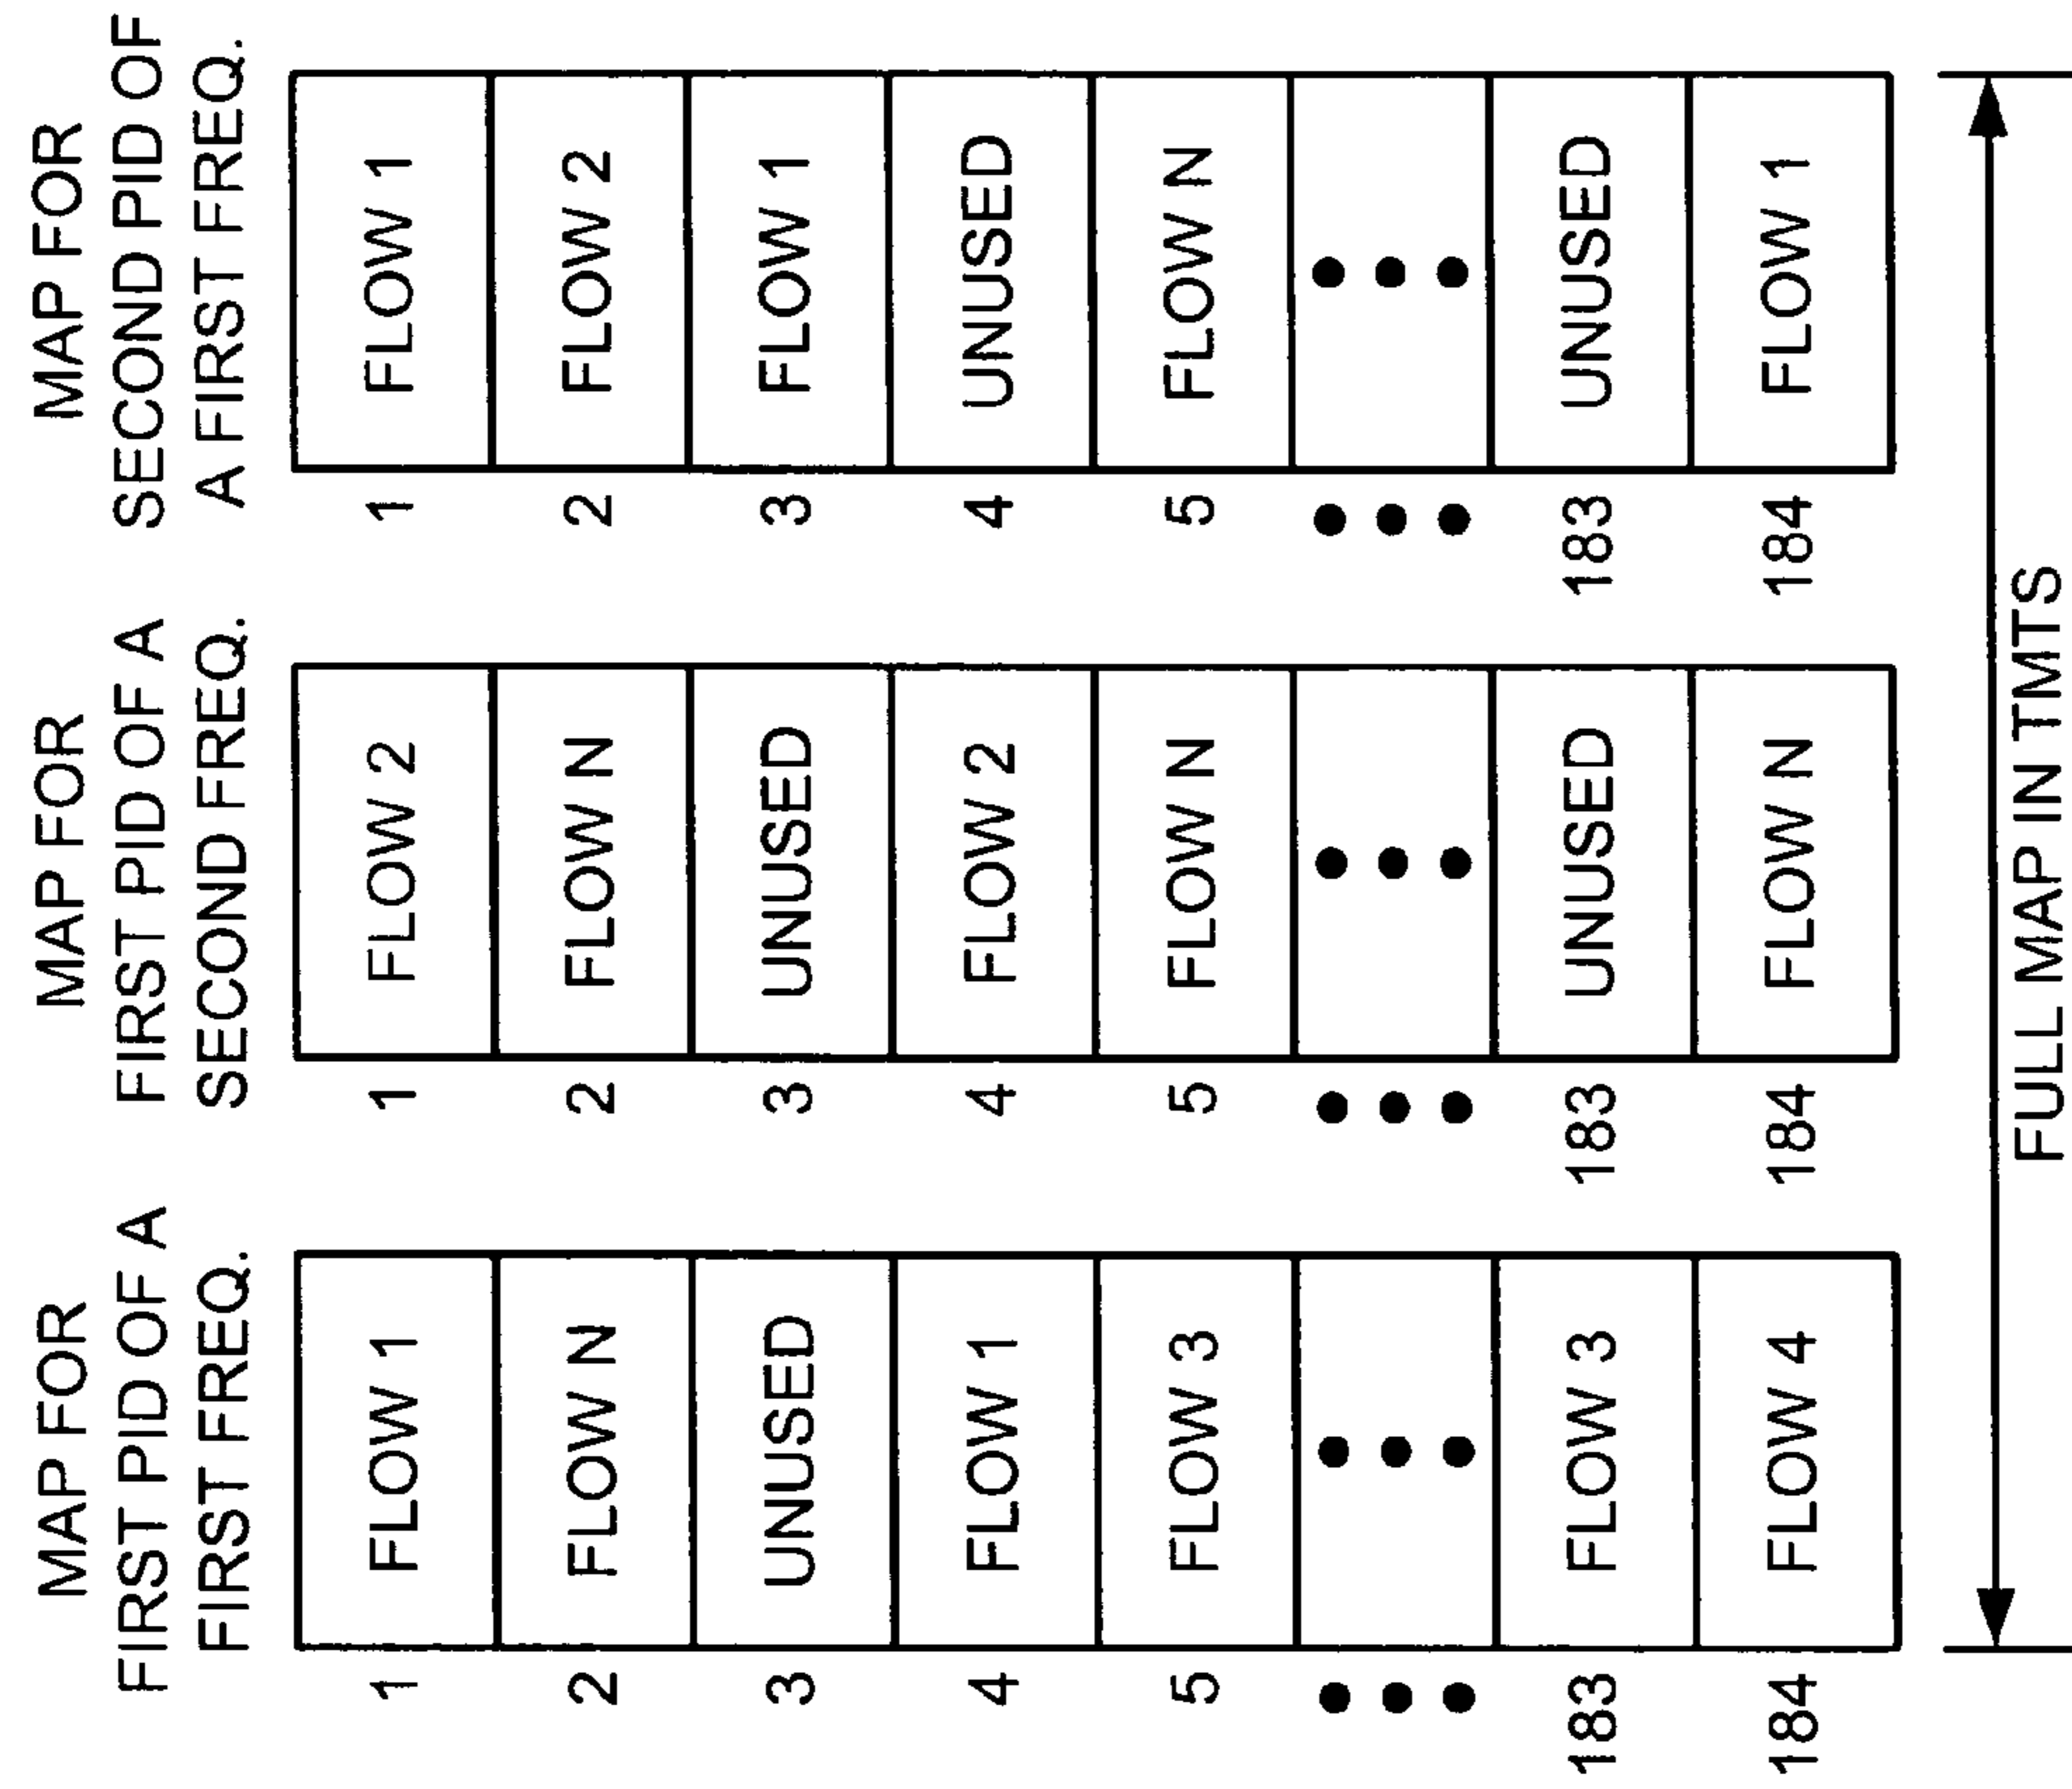 MAP FOR
FIRST PID OF A
FIRST FREQ.
1 FLOW 1
2 FLOW N
3 UNUSED
4 FLOW 1
5 FLOW 3
183 FLOW 3
184 FLOW 4
MAP FOR
FIRST PID OF A
SECOND FREQ.
1 FLOW 2
2 FLOW N
3 UNUSED
4 FLOW 2
5 FLOW N
183 UNUSED
184 FLOW N
MAP FOR
SECOND PID OF
A FIRST FREQ.
1 FLOW 1
2 FLOW 2
3 FLOW 1
4 UNUSED
5 FLOW N
183 UNUSED
184 FLOW 1
FULL MAP IN TMTS